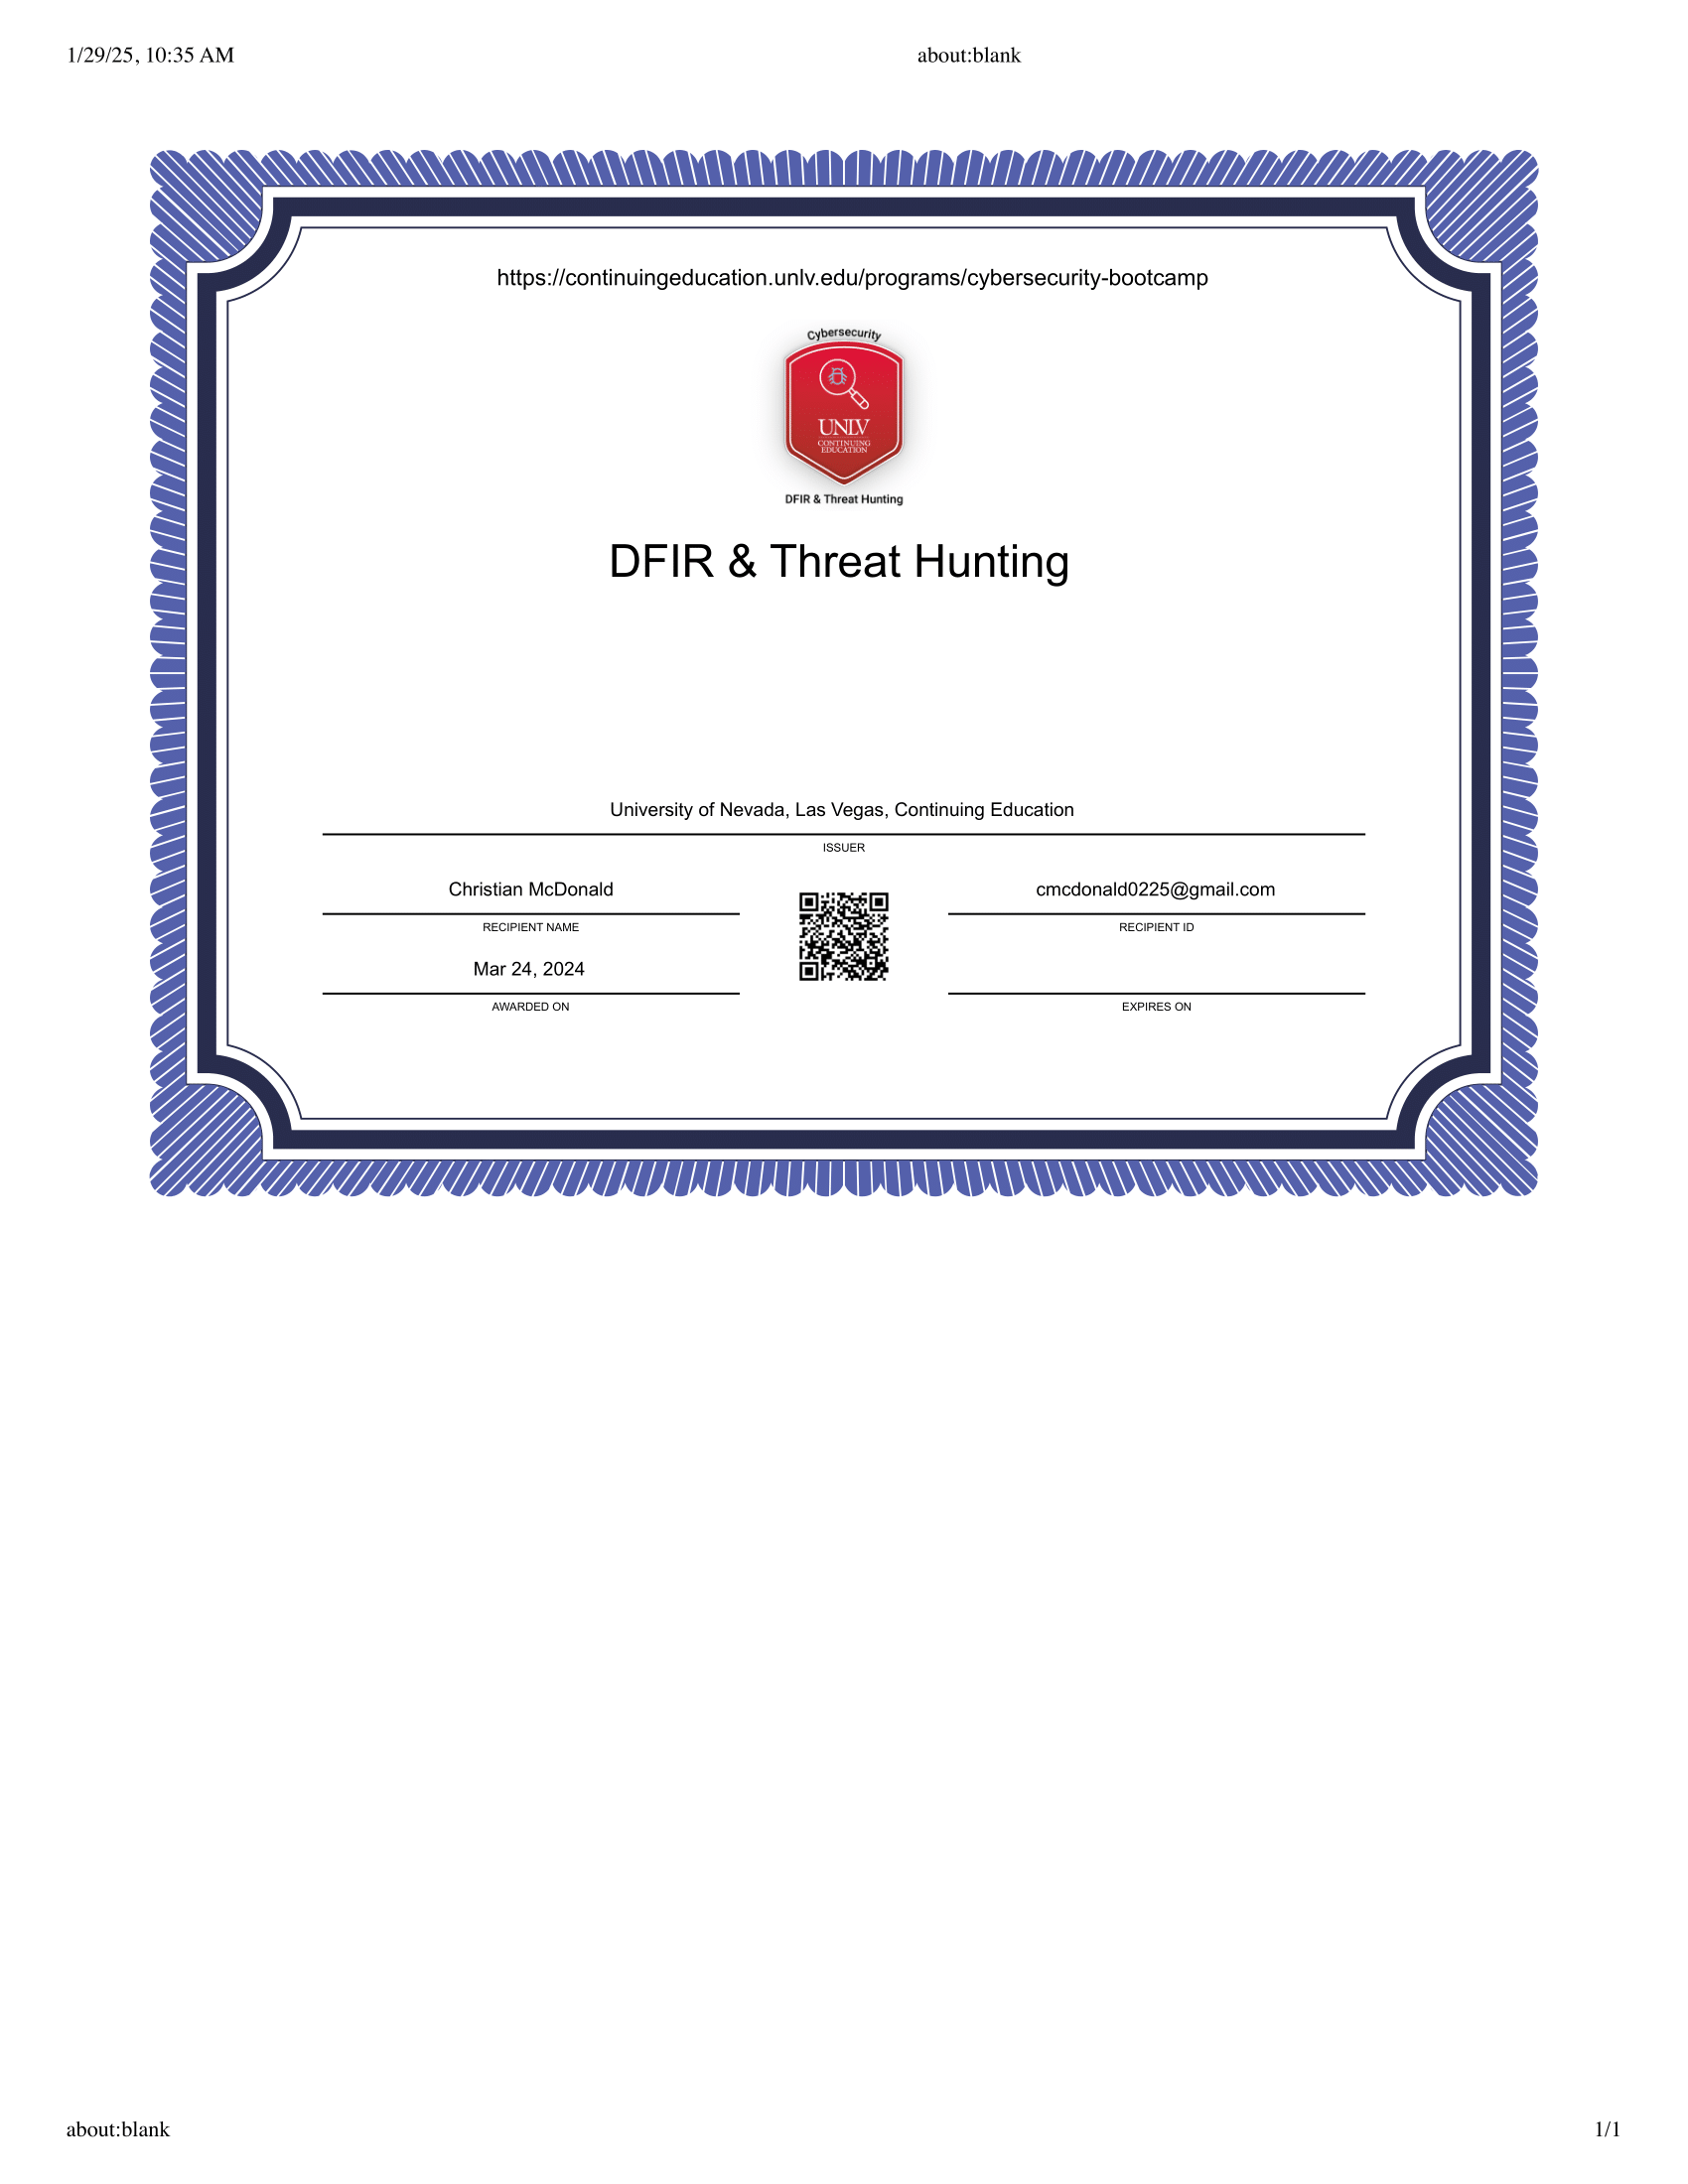 1/29/25, 10:35 AM about:blank
https://continuingeducation.unlv.edu/programs/cybersecurity-bootcamp
Cybersecurity
UNLV
CONTINUING
EDUCATION
DFIR & Threat Hunting
DFIR & Threat Hunting
University of Nevada, Las Vegas, Continuing Education
ISSUER
Christian McDonald cmcdonald0225@gmail.com
RECIPIENT NAME RECIPIENT ID
Mar 24, 2024
AWARDED ON EXPIRES ON
about:blank 1/1